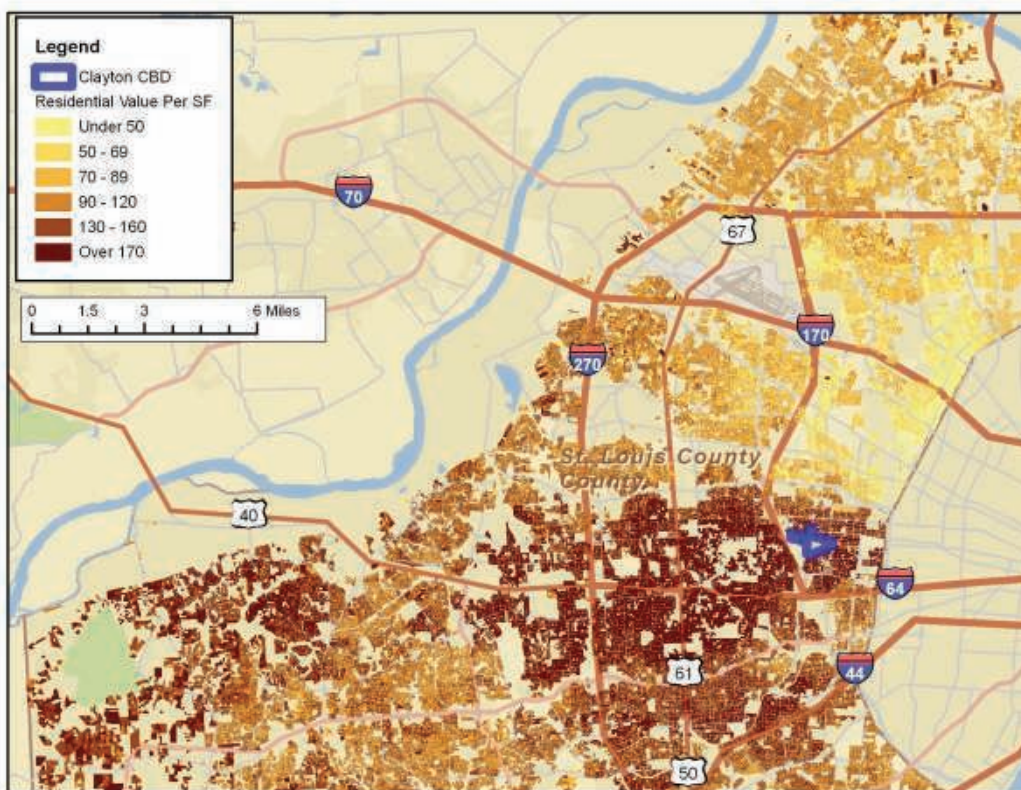 Legend
Clayton CBD
Residential Value Per SF
Under 50
50 - 69
70 - 89
90 - 120
130 - 160
Over 170
0 1.5 3 6 Miles
70
67
170
270
St. Louis County
County
40
64
61
44
50